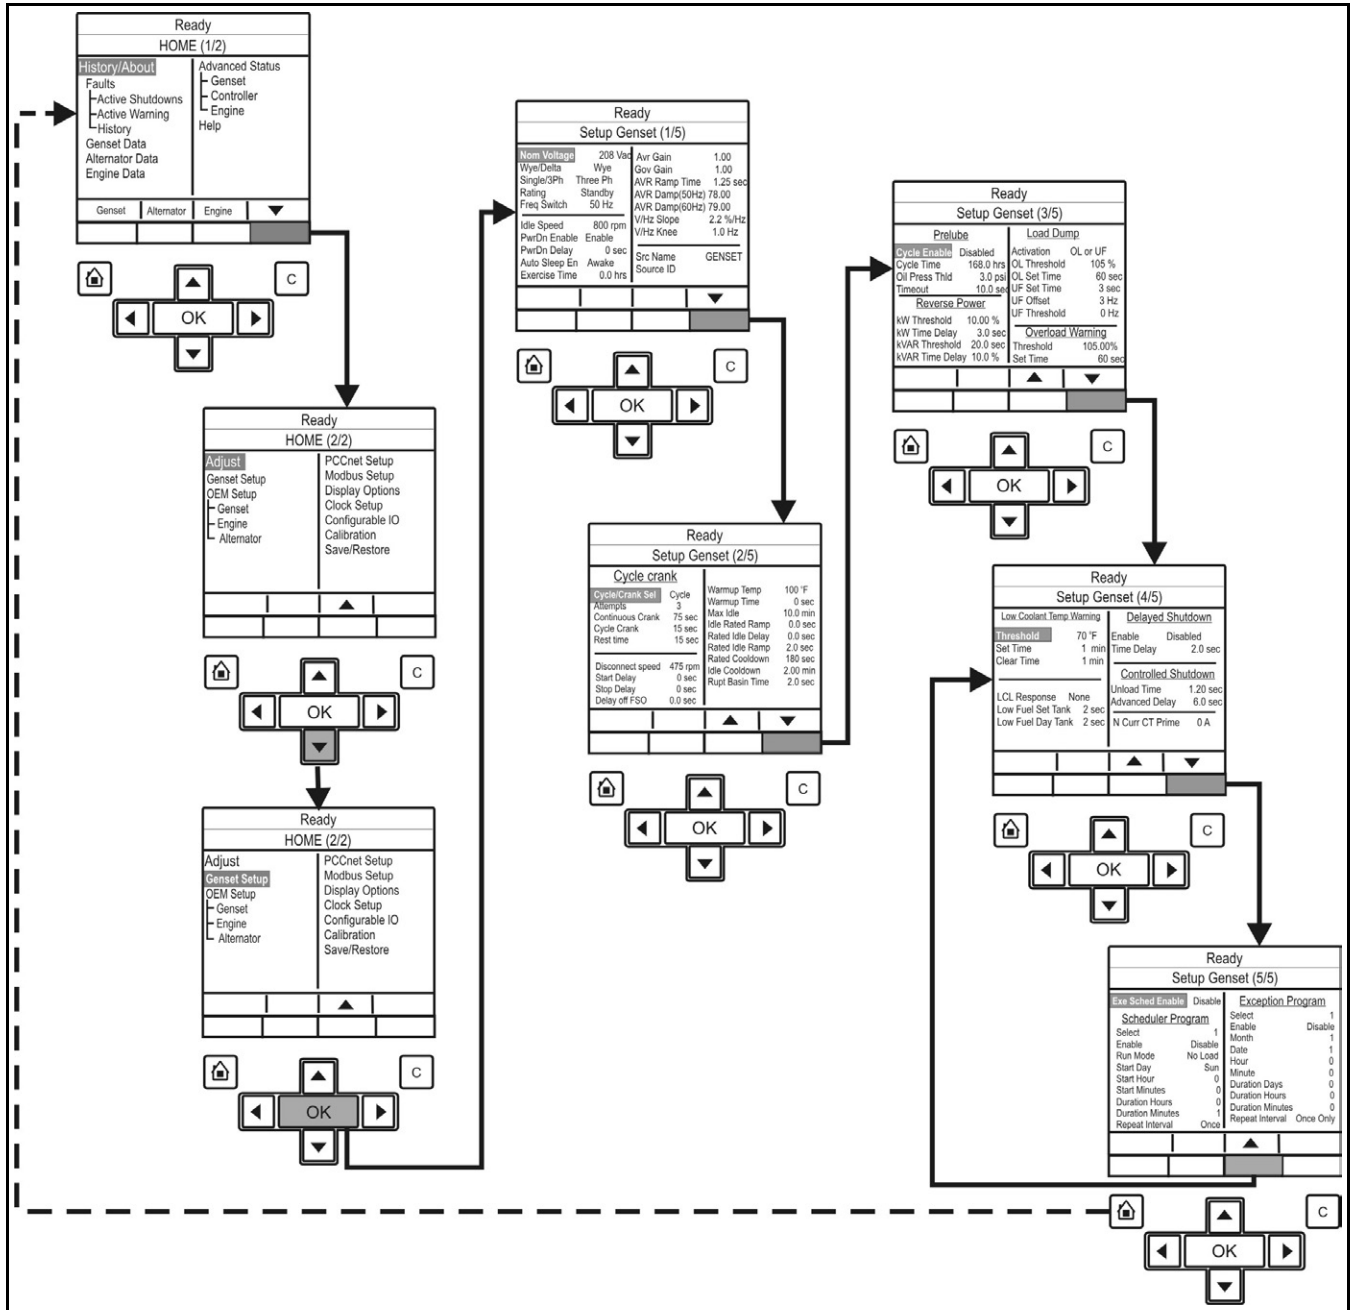 Ready
HOME (1/2)
History/About
Faults
Active Shutdowns
Active Warning
History
Genset Data
Alternator Data
Engine Data
Advanced Status
Genset
Controller
Engine
Help
Genset Alternator Engine
C
OK
Ready
HOME (2/2)
Adjust
Genset Setup
OEM Setup
Genset
Engine
Alternator
PCCnet Setup
Modbus Setup
Display Options
Clock Setup
Configurable IO
Calibration
Save/Restore
C
OK
Ready
HOME (2/2)
Adjust
Genset Setup
OEM Setup
Genset
Engine
Alternator
PCCnet Setup
Modbus Setup
Display Options
Clock Setup
Configurable IO
Calibration
Save/Restore
C
OK
Ready
Setup Genset (1/5)
Nom Voltage 208 Vac
Wye/Delta Wye
Single/3Ph Three Ph
Rating Standby
Freq Switch 50 Hz
Idle Speed 800 rpm
PwrDn Enable Enable
PwrDn Delay 0 sec
Auto Sleep En Awake
Exercise Time 0.0 hrs
Avr Gain 1.00
Gov Gain 1.00
AVR Ramp Time 1.25 sec
AVR Damp(50Hz) 78.00
AVR Damp(60Hz) 79.00
V/Hz Slope 2.2 %/Hz
V/Hz Knee 1.0 Hz
Src Name GENSET
Source ID
C
OK
Ready
Setup Genset (2/5)
Cycle crank
Cycle/Crank Sel Cycle
Attempts 3
Continuous Crank 75 sec
Cycle Crank 15 sec
Rest time 15 sec
Disconnect speed 475 rpm
Start Delay 0 sec
Stop Delay 0 sec
Delay off FSO 0.0 sec
Warmup Temp 100 °F
Warmup Time 0 sec
Max Idle 10.0 min
Idle Rated Ramp 0.0 sec
Rated Idle Delay 0.0 sec
Rated Idle Ramp 2.0 sec
Rated Cooldown 180 sec
Idle Cooldown 2.00 min
Rupt Basin Time 2.0 sec
C
OK
Ready
Setup Genset (3/5)
Prelube
Cycle Enable Disabled
Cycle Time 168.0 hrs
Oil Press Thld 3.0 psi
Timeout 10.0 sec
Reverse Power
kW Threshold 10.00 %
kW Time Delay 3.0 sec
kVAR Threshold 20.0 sec
kVAR Time Delay 10.0 %
Load Dump
Activation OL or UF
OL Threshold 105 %
OL Set Time 60 sec
UF Set Time 3 sec
UF Offset 3 Hz
UF Threshold 0 Hz
Overload Warning
Threshold 105.00%
Set Time 60 sec
C
OK
Ready
Setup Genset (4/5)
Low Coolant Temp Warning
Threshold 70 °F
Set Time 1 min
Clear Time 1 min
LCL Response None
Low Fuel Set Tank 2 sec
Low Fuel Day Tank 2 sec
Delayed Shutdown
Enable Disabled
Time Delay 2.0 sec
Controlled Shutdown
Unload Time 1.20 sec
Advanced Delay 6.0 sec
N Curr CT Prime 0 A
C
OK
Ready
Setup Genset (5/5)
Exe Sched Enable Disable
Scheduler Program
Select 1
Enable Disable
Run Mode No Load
Start Day Sun
Start Hour 0
Start Minutes 0
Duration Hours 0
Duration Minutes 1
Repeat Interval Once
Exception Program
Select 1
Enable Disable
Month 1
Date 1
Hour 0
Minute 0
Duration Days 0
Duration Hours 0
Duration Minutes 0
Repeat Interval Once Only
C
OK